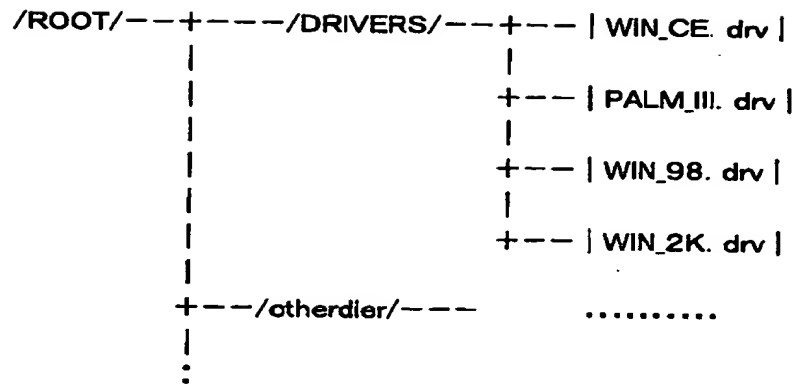 /ROOT/--+---/DRIVERS/--+--| WIN_CE. drv |
+--| PALM_III. drv |
+--| WIN_98. drv |
+--| WIN_2K. drv |
+--/otherdier/--- ..........